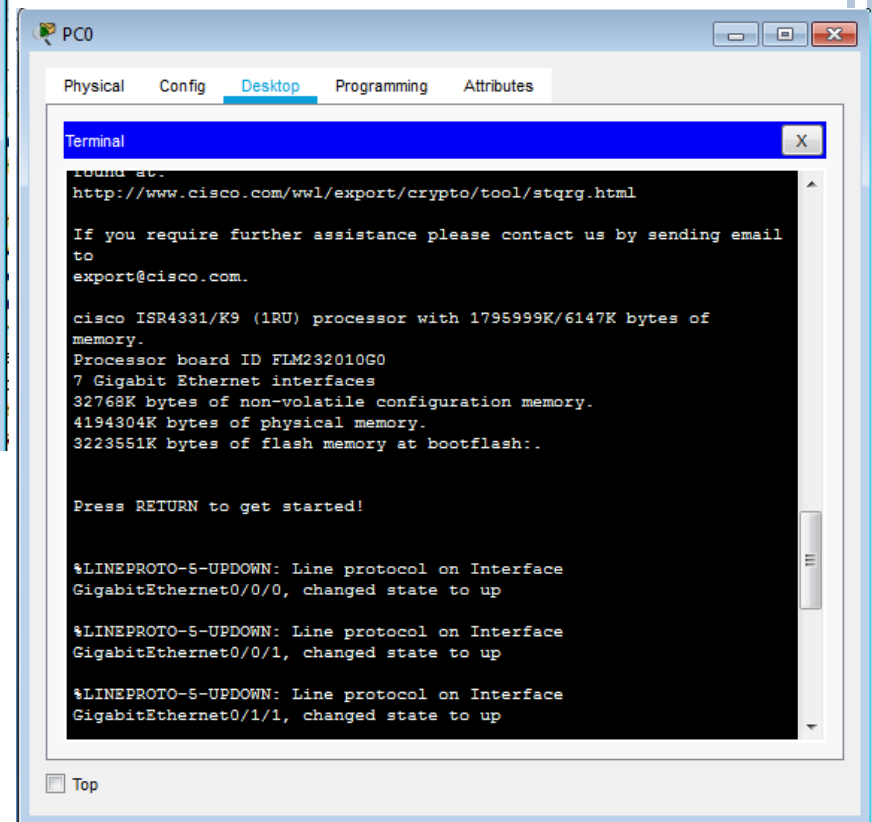 PC0
Physical Config Desktop Programming Attributes
Terminal
X
found at:
http://www.cisco.com/wwl/export/crypto/tool/stqrg.html
If you require further assistance please contact us by sending email
to
export@cisco.com.
cisco ISR4331/K9 (1RU) processor with 1795999K/6147K bytes of
memory.
Processor board ID FLM232010G0
7 Gigabit Ethernet interfaces
32768K bytes of non-volatile configuration memory.
4194304K bytes of physical memory.
3223551K bytes of flash memory at bootflash:.
Press RETURN to get started!
%LINEPROTO-5-UPDOWN: Line protocol on Interface
GigabitEthernet0/0/0, changed state to up
%LINEPROTO-5-UPDOWN: Line protocol on Interface
GigabitEthernet0/0/1, changed state to up
%LINEPROTO-5-UPDOWN: Line protocol on Interface
GigabitEthernet0/1/1, changed state to up
Top